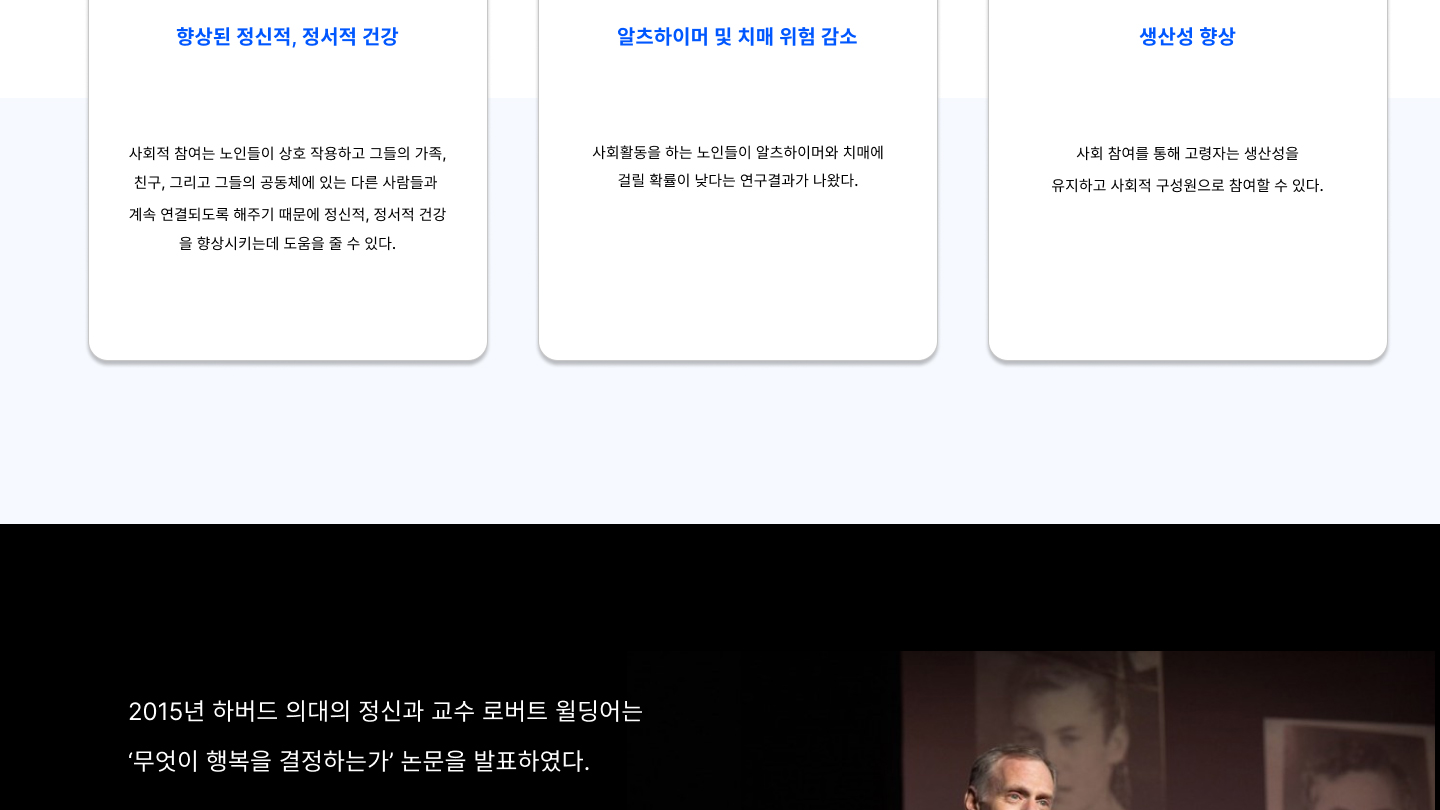 향상된 정신적, 정서적 건강
사회적 참여는 노인들이 상호 작용하고 그들의 가족,
친구, 그리고 그들의 공동체에 있는 다른 사람들과
계속 연결되도록 해주기 때문에 정신적, 정서적 건강
을 향상시키는데 도움을 줄 수 있다.
알츠하이머 및 치매 위험 감소
사회활동을 하는 노인들이 알츠하이머와 치매에
걸릴 확률이 낮다는 연구결과가 나왔다.
생산성 향상
사회 참여를 통해 고령자는 생산성을
유지하고 사회적 구성원으로 참여할 수 있다.
2015년 하버드 의대의 정신과 교수 로버트 월딩어는
‘무엇이 행복을 결정하는가’ 논문을 발표하였다.